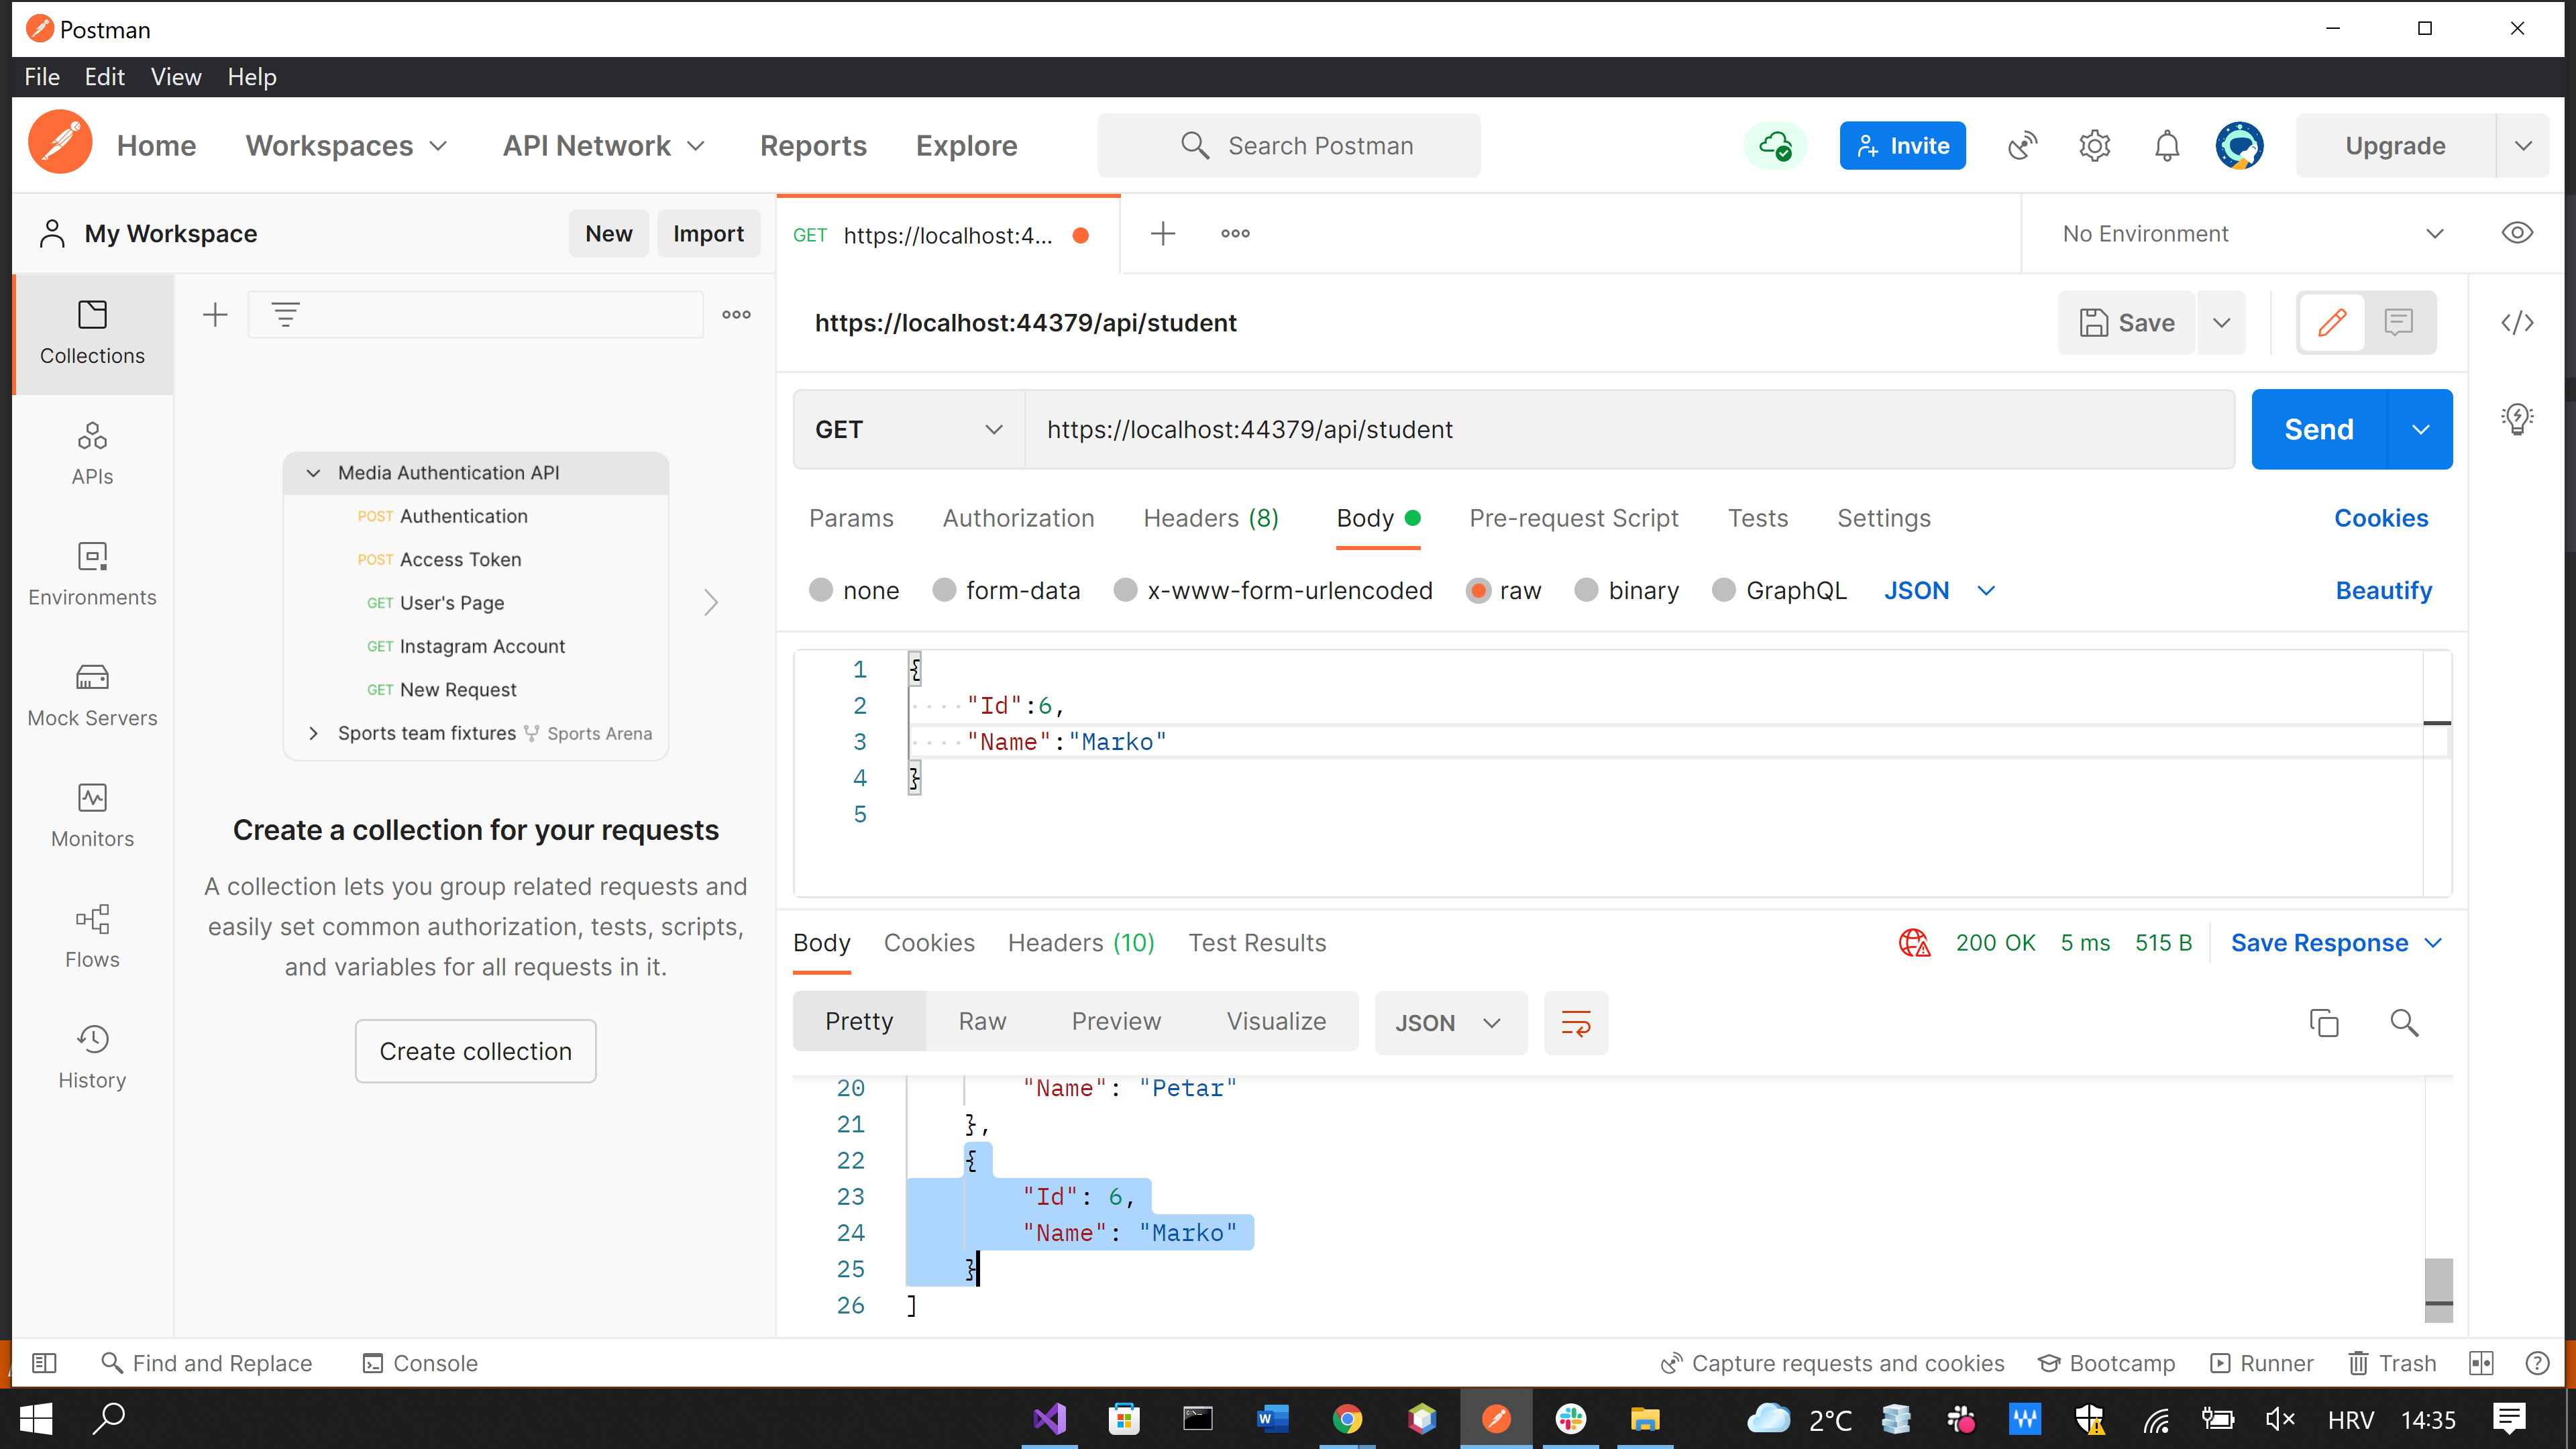 Postman
File Edit View Help
Home Workspaces API Network Reports Explore Search Postman Invite Upgrade
My Workspace New Import GET https://localhost:4... No Environment
Collections
APIs
Environments
Mock Servers
Monitors
Flows
History
Media Authentication API
POST Authentication
POST Access Token
GET User's Page
GET Instagram Account
GET New Request
Sports team fixtures Sports Arena
Create a collection for your requests
A collection lets you group related requests and
easily set common authorization, tests, scripts,
and variables for all requests in it.
Create collection
https://localhost:44379/api/student Save
GET https://localhost:44379/api/student Send
Params Authorization Headers (8) Body Pre-request Script Tests Settings Cookies
none form-data x-www-form-urlencoded raw binary GraphQL JSON Beautify
1 {
2 "Id":6,
3 "Name":"Marko"
4 }
5
Body Cookies Headers (10) Test Results 200 OK 5 ms 515 B Save Response
Pretty Raw Preview Visualize JSON
20 "Name": "Petar"
21 },
22 {
23 "Id": 6,
24 "Name": "Marko"
25 }
26 ]
Find and Replace Console Capture requests and cookies Bootcamp Runner Trash
2°C HRV 14:35